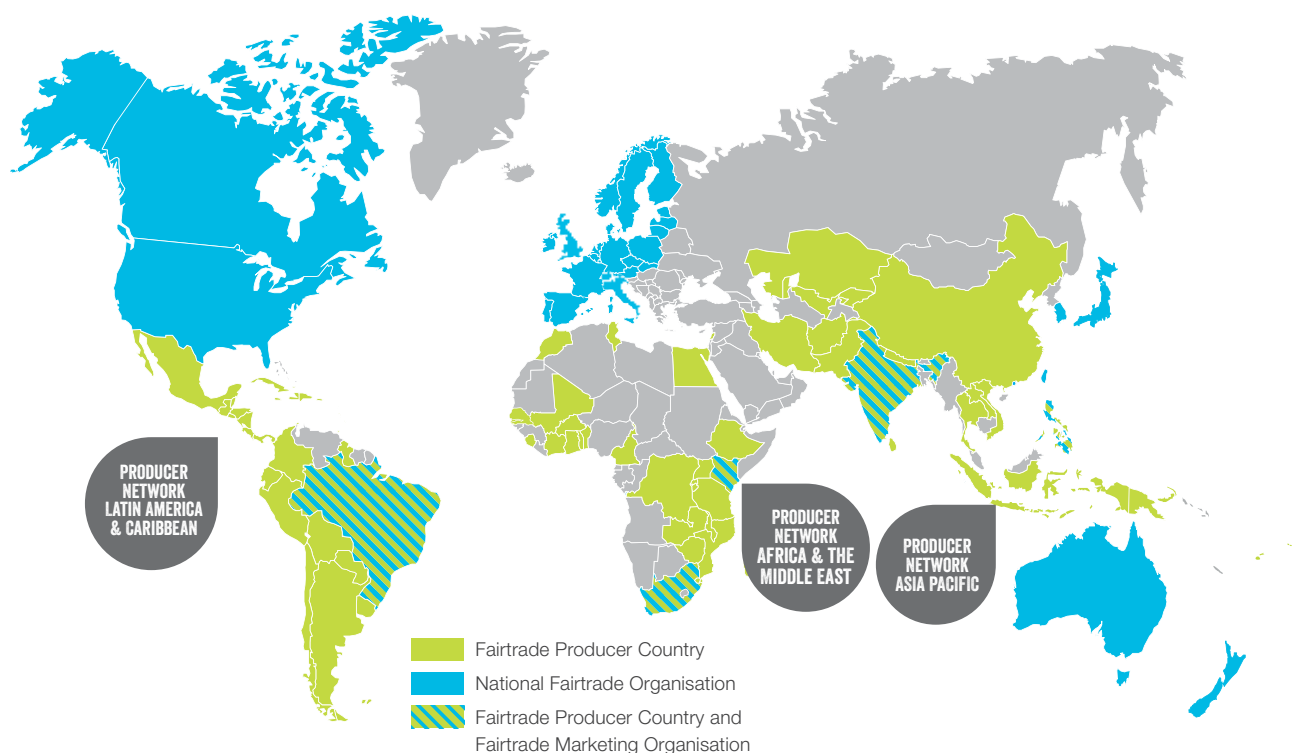 PRODUCER
NETWORK
LATIN AMERICA
& CARIBBEAN
PRODUCER
NETWORK
AFRICA & THE
MIDDLE EAST
PRODUCER
NETWORK
ASIA PACIFIC
Fairtrade Producer Country
National Fairtrade Organisation
Fairtrade Producer Country and
Fairtrade Marketing Organisation